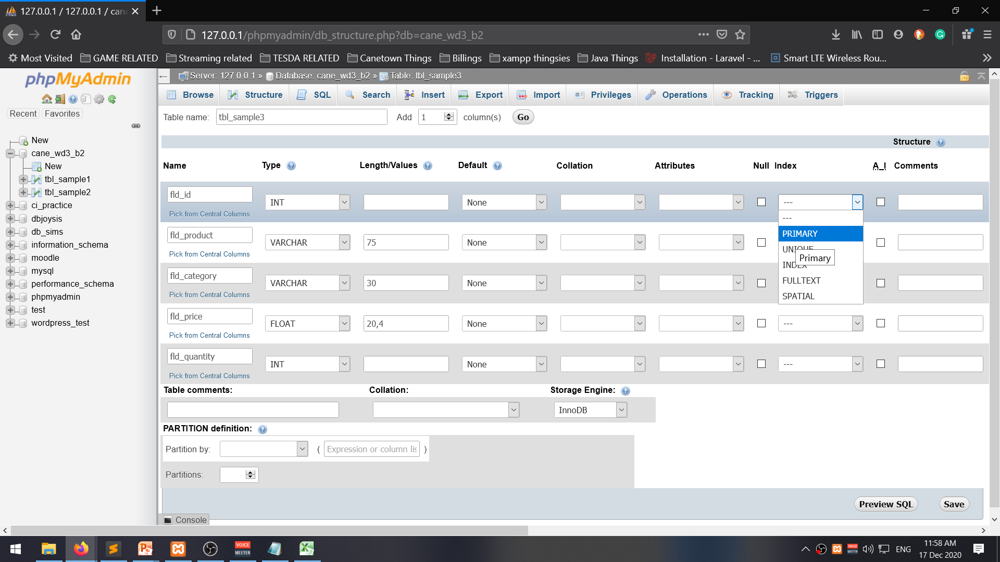 127.0.0.1 / 127.0.0.1 / cane
127.0.0.1/phpmyadmin/db_structure.php?db=cane_wd3_b2
Most Visited GAME RELATED Streaming related TESDA RELATED Canetown Things Billings xampp thingsies Java Things Installation - Laravel - ... Smart LTE Wireless Rou...
phpMyAdmin
Recent Favorites
New
cane_wd3_b2
New
tbl_sample1
tbl_sample2
ci_practice
dbjoysis
db_sims
information_schema
moodle
mysql
performance_schema
phpmyadmin
test
wordpress_test
Server: 127.0.0.1 » Database: cane_wd3_b2 » Table: tbl_sample3
Browse Structure SQL Search Insert Export Import Privileges Operations Tracking Triggers
Table name: tbl_sample3 Add 1 column(s) Go
Structure
Name Type Length/Values Default Collation Attributes Null Index A_I Comments
fld_id INT None ---
Pick from Central Columns
---
PRIMARY
UNIQUE
Primary
INDEX
FULLTEXT
SPATIAL
fld_product VARCHAR 75 None
Pick from Central Columns
fld_category VARCHAR 30 None
Pick from Central Columns
fld_price FLOAT 20,4 None ---
Pick from Central Columns
fld_quantity INT None ---
Pick from Central Columns
Table comments: Collation: Storage Engine:
InnoDB
PARTITION definition:
Partition by: ( Expression or column lis )
Partitions:
Preview SQL Save
Console
VOICE MEETER
ENG
11:58 AM
17 Dec 2020